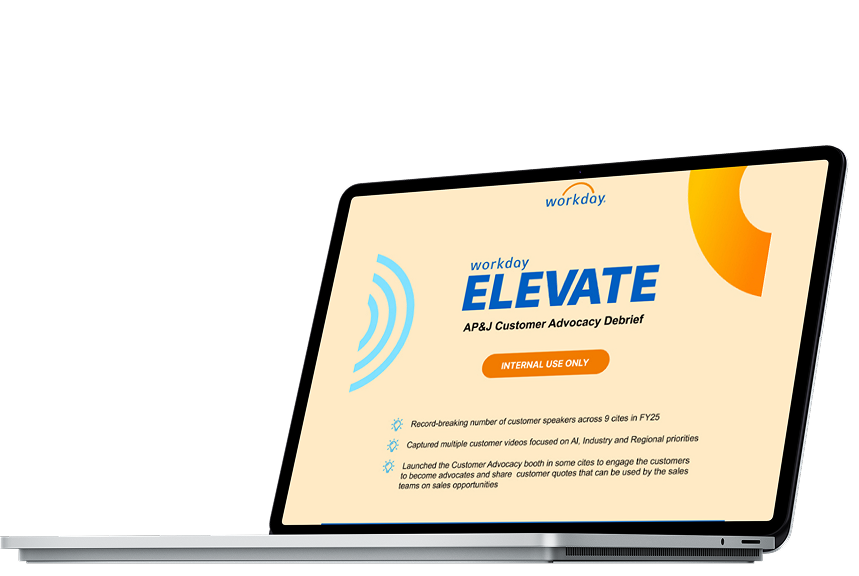 workday.
workday
ELEVATE
AP&J Customer Advocacy Debrief
INTERNAL USE ONLY
Record-breaking number of customer speakers across 9 cites in FY25
Captured multiple customer videos focused on AI, Industry and Regional priorities
Launched the Customer Advocacy booth in some cites to engage the customers
to become advocates and share customer quotes that can be used by the sales
teams on sales opportunities